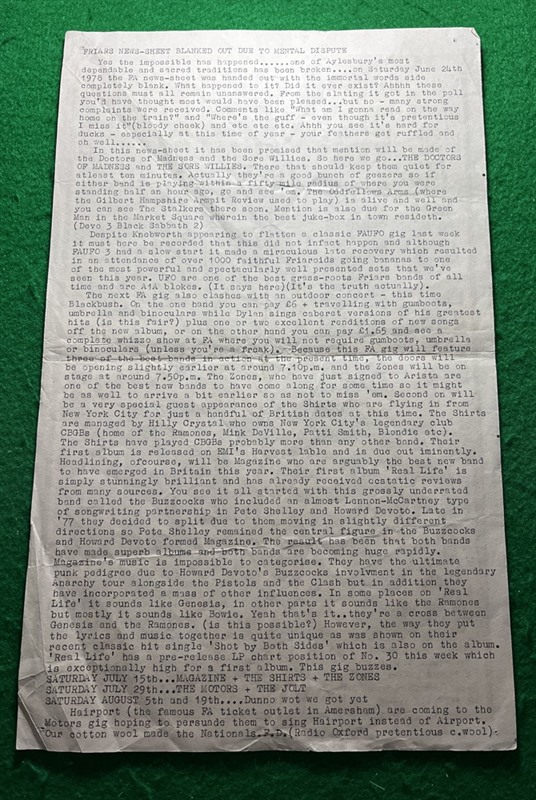 FRIARS NEWS-SHEET BLANKED OUT DUE TO MENTAL DISPUTE
Yes the impossible has happened......one of Aylesbury's most
dependable and sacred traditions has been broken....on Saturday June 24th
1978 the FA news-sheet was handed out with the immortal words side
completely blank. What happened to it? Did it ever exist? Ahhhh these
questions must all remain unanswered. From the slating it got in the poll
you'd have thought most would have been pleased...but no - many strong
complaints were received. Comments like "What am I gonna read on the way
home on the train?" and "Where's the guff - even though it's pretentious
I miss it"(bloody cheek) and etc etc etc. Ahhh you see it's hard for
ducks - especially at this time of year - your feathers get ruffled and
oh well......
In this news-sheet it has been promised that mention will be made of
the Doctors of Madness and the Sore Willies. So here we go...THE DOCTORS
OF MADNESS and THE SORE WILLIES. There that should keep them quiet for
atleast ten minutes. Actually they're a good bunch of geezers so if
either band is playing within a fifty mile radius of where you were
standing half an hour ago, go and see 'em. The Oddfellows Arms (where
the Gilbert Hampshire Armpit Review used to play) is alive and well and
you can see The Stalkers there soon. Mention is also due for the Green
Man in the Market Square wherein the best juke-box in town resideth.
(Devo 3 Black Sabbath 2)
Despite Knebworth appearing to flatten a classic FAUFO gig last week
it must here be recorded that this did not infact happen and although
FAUFO 3 had a slow start it made a miraculous late recovery which resulted
in an attendance of over 1000 faithful Friaroids going bananas to one
of the most powerful and spectacularly well presented sets that we've
seen this year. UFO are one of the best grass-roots Friars bands of all
time and are A1A blokes. (It says here)(It's the truth actually).
The next FA gig also clashes with an outdoor concert - this time
Blackbush. On the one hand you can pay £6 + travelling with gumboots,
umbrella and binoculars while Dylan sings cabaret versions of his greatest
hits (is this fair?) plus one or two excellent renditions of new songs
off the new album, or on the other hand you can pay £1.65 and see a
complete whizzo show at FA where you will not require gumboots, umbrella
or binoculars (unless you're a freak). Because this FA gig will feature
three of the best bands in action at the present time, the doors will
be opening slightly earlier at around 7.10p.m. and the Zones will be on
stage at around 7.50p.m. The Zones, who have just signed to Arista are
one of the best new bands to have come along for some time so it might
be as well to arrive a bit earlier so as not to miss 'em. Second on will
be a very special guest appearance of the Shirts who are flying in from
New York City for just a handful of British dates at this time. The Shirts
are managed by Hilly Crystal who owns New York City's legendary club
CBGBs (home of the Ramones, Mink DeVille, Patti Smith, Blondie etc).
The Shirts have played CBGBs probably more than any other band. Their
first album is released on EMI's Harvest lable and is due out iminently.
Headlining, ofcourse, will be Magazine who are arguably the best new band
to have emerged in Britain this year. Their first album 'Real Life' is
simply stunningly brilliant and has already received ecstatic reviews
from many sources. You see it all started with this grossly underated
band called the Buzzcocks who included an almost Lennon-McCartney type
of songwriting partnership in Pete Shelley and Howard Devoto. Late in
'77 they decided to split due to them moving in slightly different
directions so Pete Shelley remained the central figure in the Buzzcocks
and Howard Devoto formed Magazine. The result has been that both bands
have made superb albums and both bands are becoming huge rapidly.
Magazine's music is impossible to categorise. They have the ultimate
punk pedigree due to Howard Devoto's Buzzcocks involvment in the legendary
Anarchy tour alongside the Pistols and the Clash but in addition they
have incorporated a mass of other influences. In some places on 'Real
Life' it sounds like Genesis, in other parts it sounds like the Ramones
but mostly it sounds like Bowie. Yeah that's it..they're a cross between
Genesis and the Ramones. (is this possible?) However, the way they put
the lyrics and music together is quite unique as was shown on their
recent classic hit single 'Shot by Both Sides' which is also on the album.
'Real Life' has a pre-release LP chart position of No. 30 this week which
is exceptionally high for a first album. This gig buzzes.
SATURDAY JULY 15th...MAGAZINE + THE SHIRTS + THE ZONES
SATURDAY JULY 29th...THE MOTORS + THE JOLT
SATURDAY AUGUST 5th and 19th....Dunno wot we got yet
Hairport (the famous FA ticket outlet in Amersham) are coming to the
Motors gig hoping to persuade them to sing Hairport instead of Airport.
Our cotton wool made the Nationals.F.D.(Radio Oxford pretentious c.wool).